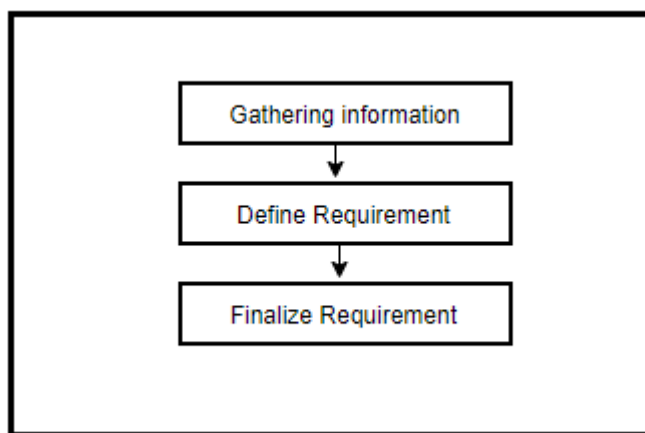 Gathering information
Define Requirement
Finalize Requirement